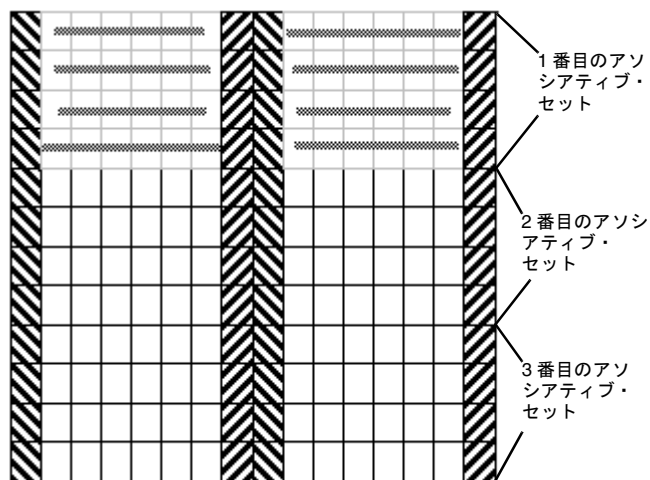 1 番目のアソ
シアティブ・
セット
2 番目のアソシ
アティブ・
セット
3 番目のアソ
シアティブ・
セット